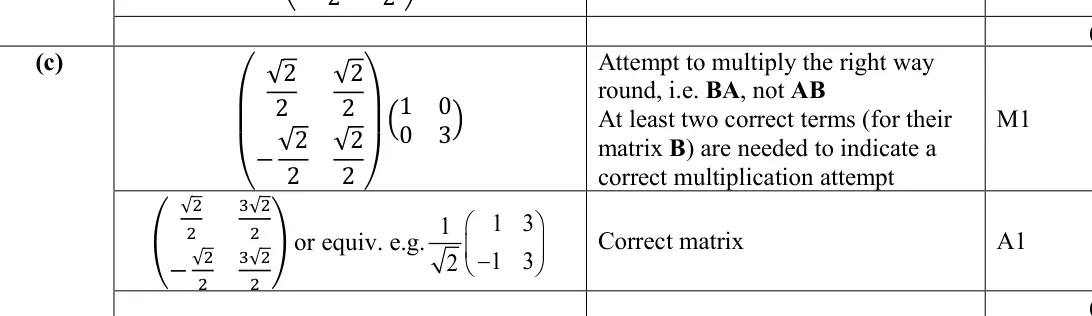 2 2
(c)
√2/2 √2/2
−√2/2 √2/2
(1 0
0 3)
Attempt to multiply the right way
round, i.e. BA, not AB
At least two correct terms (for their
matrix B) are needed to indicate a
correct multiplication attempt
M1
(√2/2 3√2/2
−√2/2 3√2/2) or equiv. e.g. 1/√2 (1 3
−1 3)
Correct matrix
A1